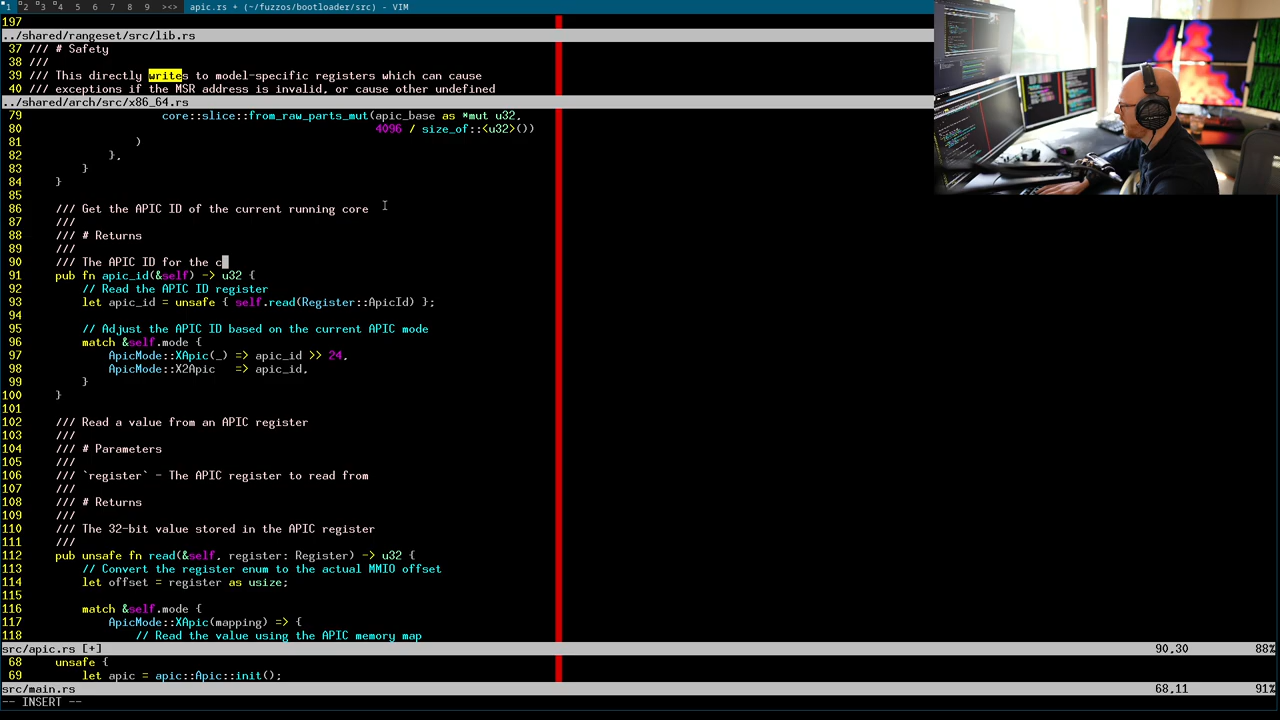 1 2 3 4 5 6 7 8 9 ><> apic.rs + (~/fuzzos/bootloader/src) - VIM
197
../shared/rangeset/src/lib.rs
37 /// # Safety
38 ///
39 /// This directly writes to model-specific registers which can cause
40 /// exceptions if the MSR address is invalid, or cause other undefined
../shared/arch/src/x86_64.rs
79 core::slice::from_raw_parts_mut(apic_base as *mut u32,
80 4096 / size_of::<u32>())
81 )
82 },
83 }
84 }
85
86 /// Get the APIC ID of the current running core
87 ///
88 /// # Returns
89 ///
90 /// The APIC ID for the c
91 pub fn apic_id(&self) -> u32 {
92 // Read the APIC ID register
93 let apic_id = unsafe { self.read(Register::ApicId) };
94
95 // Adjust the APIC ID based on the current APIC mode
96 match &self.mode {
97 ApicMode::XApic(_) => apic_id >> 24,
98 ApicMode::X2Apic => apic_id,
99 }
100 }
101
102 /// Read a value from an APIC register
103 ///
104 /// # Parameters
105 ///
106 /// `register` - The APIC register to read from
107 ///
108 /// # Returns
109 ///
110 /// The 32-bit value stored in the APIC register
111 ///
112 pub unsafe fn read(&self, register: Register) -> u32 {
113 // Convert the register enum to the actual MMIO offset
114 let offset = register as usize;
115
116 match &self.mode {
117 ApicMode::XApic(mapping) => {
118 // Read the value using the APIC memory map
src/apic.rs [+] 90,30 88%
68 unsafe {
69 let apic = apic::Apic::init();
src/main.rs 68,11 91%
-- INSERT --